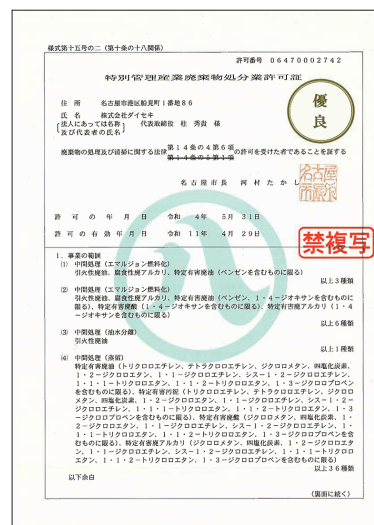 様式第十五号の二（第十条の十八関係）
許可番号 06470002742
特別管理産業廃棄物処分業許可証
住 所 名古屋市港区船見町1番地86
氏 名 株式会社ダイセキ
法人にあっては名称 代表取締役 柱 秀貴 様
及び代表者の氏名
優良
廃棄物の処理及び清掃に関する法律 第14条の4第6項 の許可を受けた者であることを証する
第14条の5第1項
名古屋市長 河村 たかし
許 可 の 年 月 日 令和 4年 5月 31日
許 可 の 有 効 年 月 日 令和 11年 4月 29日
禁複写
1．事業の範囲
(1) 中間処理（エマルジョン燃料化）
引火性廃油、腐食性廃アルカリ、特定有害廃油（ベンゼンを含むものに限る）
以上3種類
(2) 中間処理（エマルジョン燃料化）
引火性廃油、腐食性廃アルカリ、特定有害廃油（ベンゼン、1・4－ジオキサンを含むものに
限る）、特定有害廃酸（1・4－ジオキサンを含むものに限る）、特定有害廃アルカリ（1・4
－ジオキサンを含むものに限る）
以上6種類
(3) 中間処理（油水分離）
引火性廃油
以上1種類
(4) 中間処理（蒸留）
特定有害廃油（トリクロロエチレン、テトラクロロエチレン、ジクロロメタン、四塩化炭素、
1・2－ジクロロエタン、1・1－ジクロロエチレン、シス－1・2－ジクロロエチレン、
1・1・1－トリクロロエタン、1・1・2－トリクロロエタン、1・3－ジクロロプロペン
を含むものに限る）、特定有害汚泥（トリクロロエチレン、テトラクロロエチレン、ジクロロ
メタン、四塩化炭素、1・2－ジクロロエタン、1・1－ジクロロエチレン、シス－1・2－
ジクロロエチレン、1・1・1－トリクロロエタン、1・1・2－トリクロロエタン、1・3
－ジクロロプロペンを含むものに限る）、特定有害廃酸（ジクロロメタン、四塩化炭素、1・
2－ジクロロエタン、1・1－ジクロロエチレン、シス－1・2－ジクロロエチレン、1・
1・1－トリクロロエタン、1・1・2－トリクロロエタン、1・3－ジクロロプロペンを含
むものに限る）、特定有害廃アルカリ（ジクロロメタン、四塩化炭素、1・2－ジクロロエタ
ン、1・1－ジクロロエチレン、シス－1・2－ジクロロエチレン、1・1・1－トリクロロ
エタン、1・1・2－トリクロロエタン、1・3－ジクロロプロペンを含むものに限る）
以上36種類
以下余白
（裏面に続く）